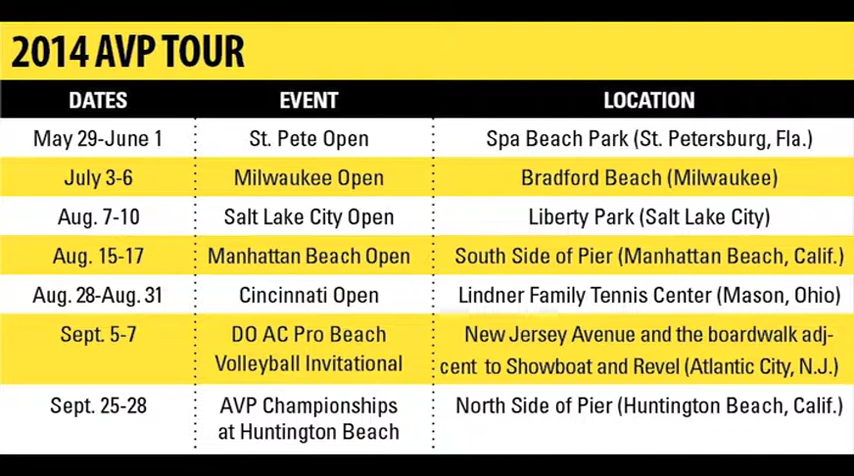 2014 AVP TOUR
DATES EVENT LOCATION
May 29-June 1 St. Pete Open Spa Beach Park (St. Petersburg, Fla.)
July 3-6 Milwaukee Open Bradford Beach (Milwaukee)
Aug. 7-10 Salt Lake City Open Liberty Park (Salt Lake City)
Aug. 15-17 Manhattan Beach Open South Side of Pier (Manhattan Beach, Calif.)
Aug. 28-Aug. 31 Cincinnati Open Lindner Family Tennis Center (Mason, Ohio)
Sept. 5-7 DO AC Pro Beach New Jersey Avenue and the boardwalk adj-
Volleyball Invitational cent to Showboat and Revel (Atlantic City, N.J.)
Sept. 25-28 AVP Championships North Side of Pier (Huntington Beach, Calif.)
at Huntington Beach